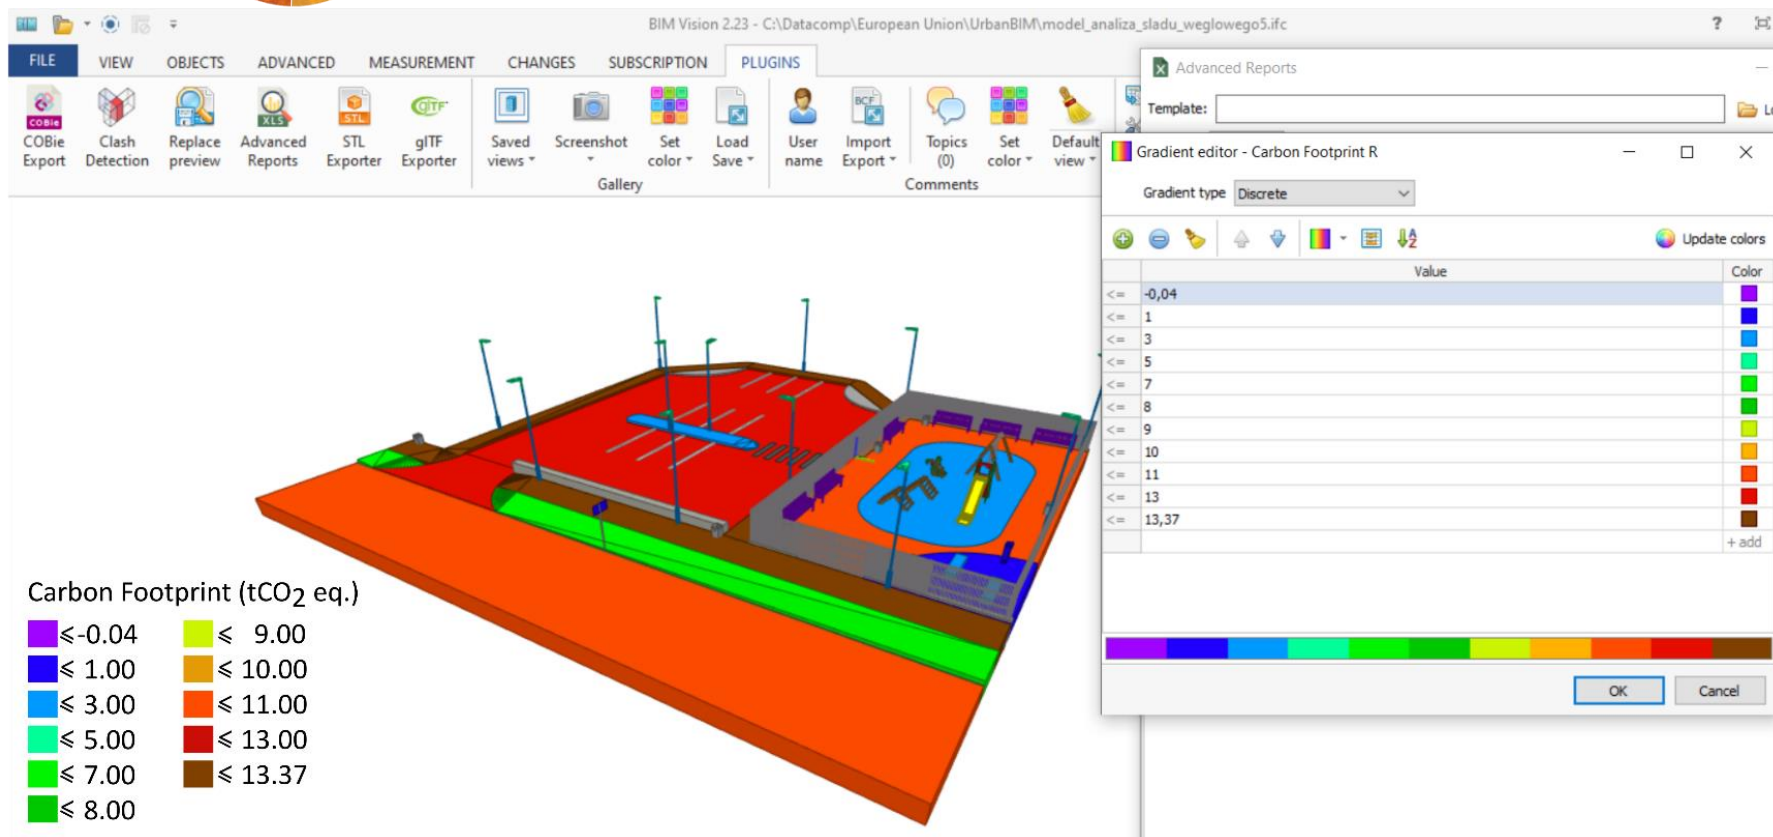 BIM Vision 2.23 - C:\Datacomp\European Union\UrbanBIM\model_analiza_sladu_weglowego5.ifc
?
FILE VIEW OBJECTS ADVANCED MEASUREMENT CHANGES SUBSCRIPTION PLUGINS
COBie Export
Clash Detection
Replace preview
XLS
Advanced Reports
STL
STL Exporter
glTF
glTF Exporter
Saved views
Screenshot
Set color
Load Save
Gallery
User name
BCF
Import Export
Topics (0)
Set color
Default view
Comments
Advanced Reports
Template:
Gradient editor - Carbon Footprint R
Gradient type Discrete
Update colors
Value Color
<= -0,04
<= 1
<= 3
<= 5
<= 7
<= 8
<= 9
<= 10
<= 11
<= 13
<= 13,37
+ add
OK Cancel
Carbon Footprint (tCO2 eq.)
⩽-0.04
⩽ 1.00
⩽ 3.00
⩽ 5.00
⩽ 7.00
⩽ 8.00
⩽ 9.00
⩽ 10.00
⩽ 11.00
⩽ 13.00
⩽ 13.37